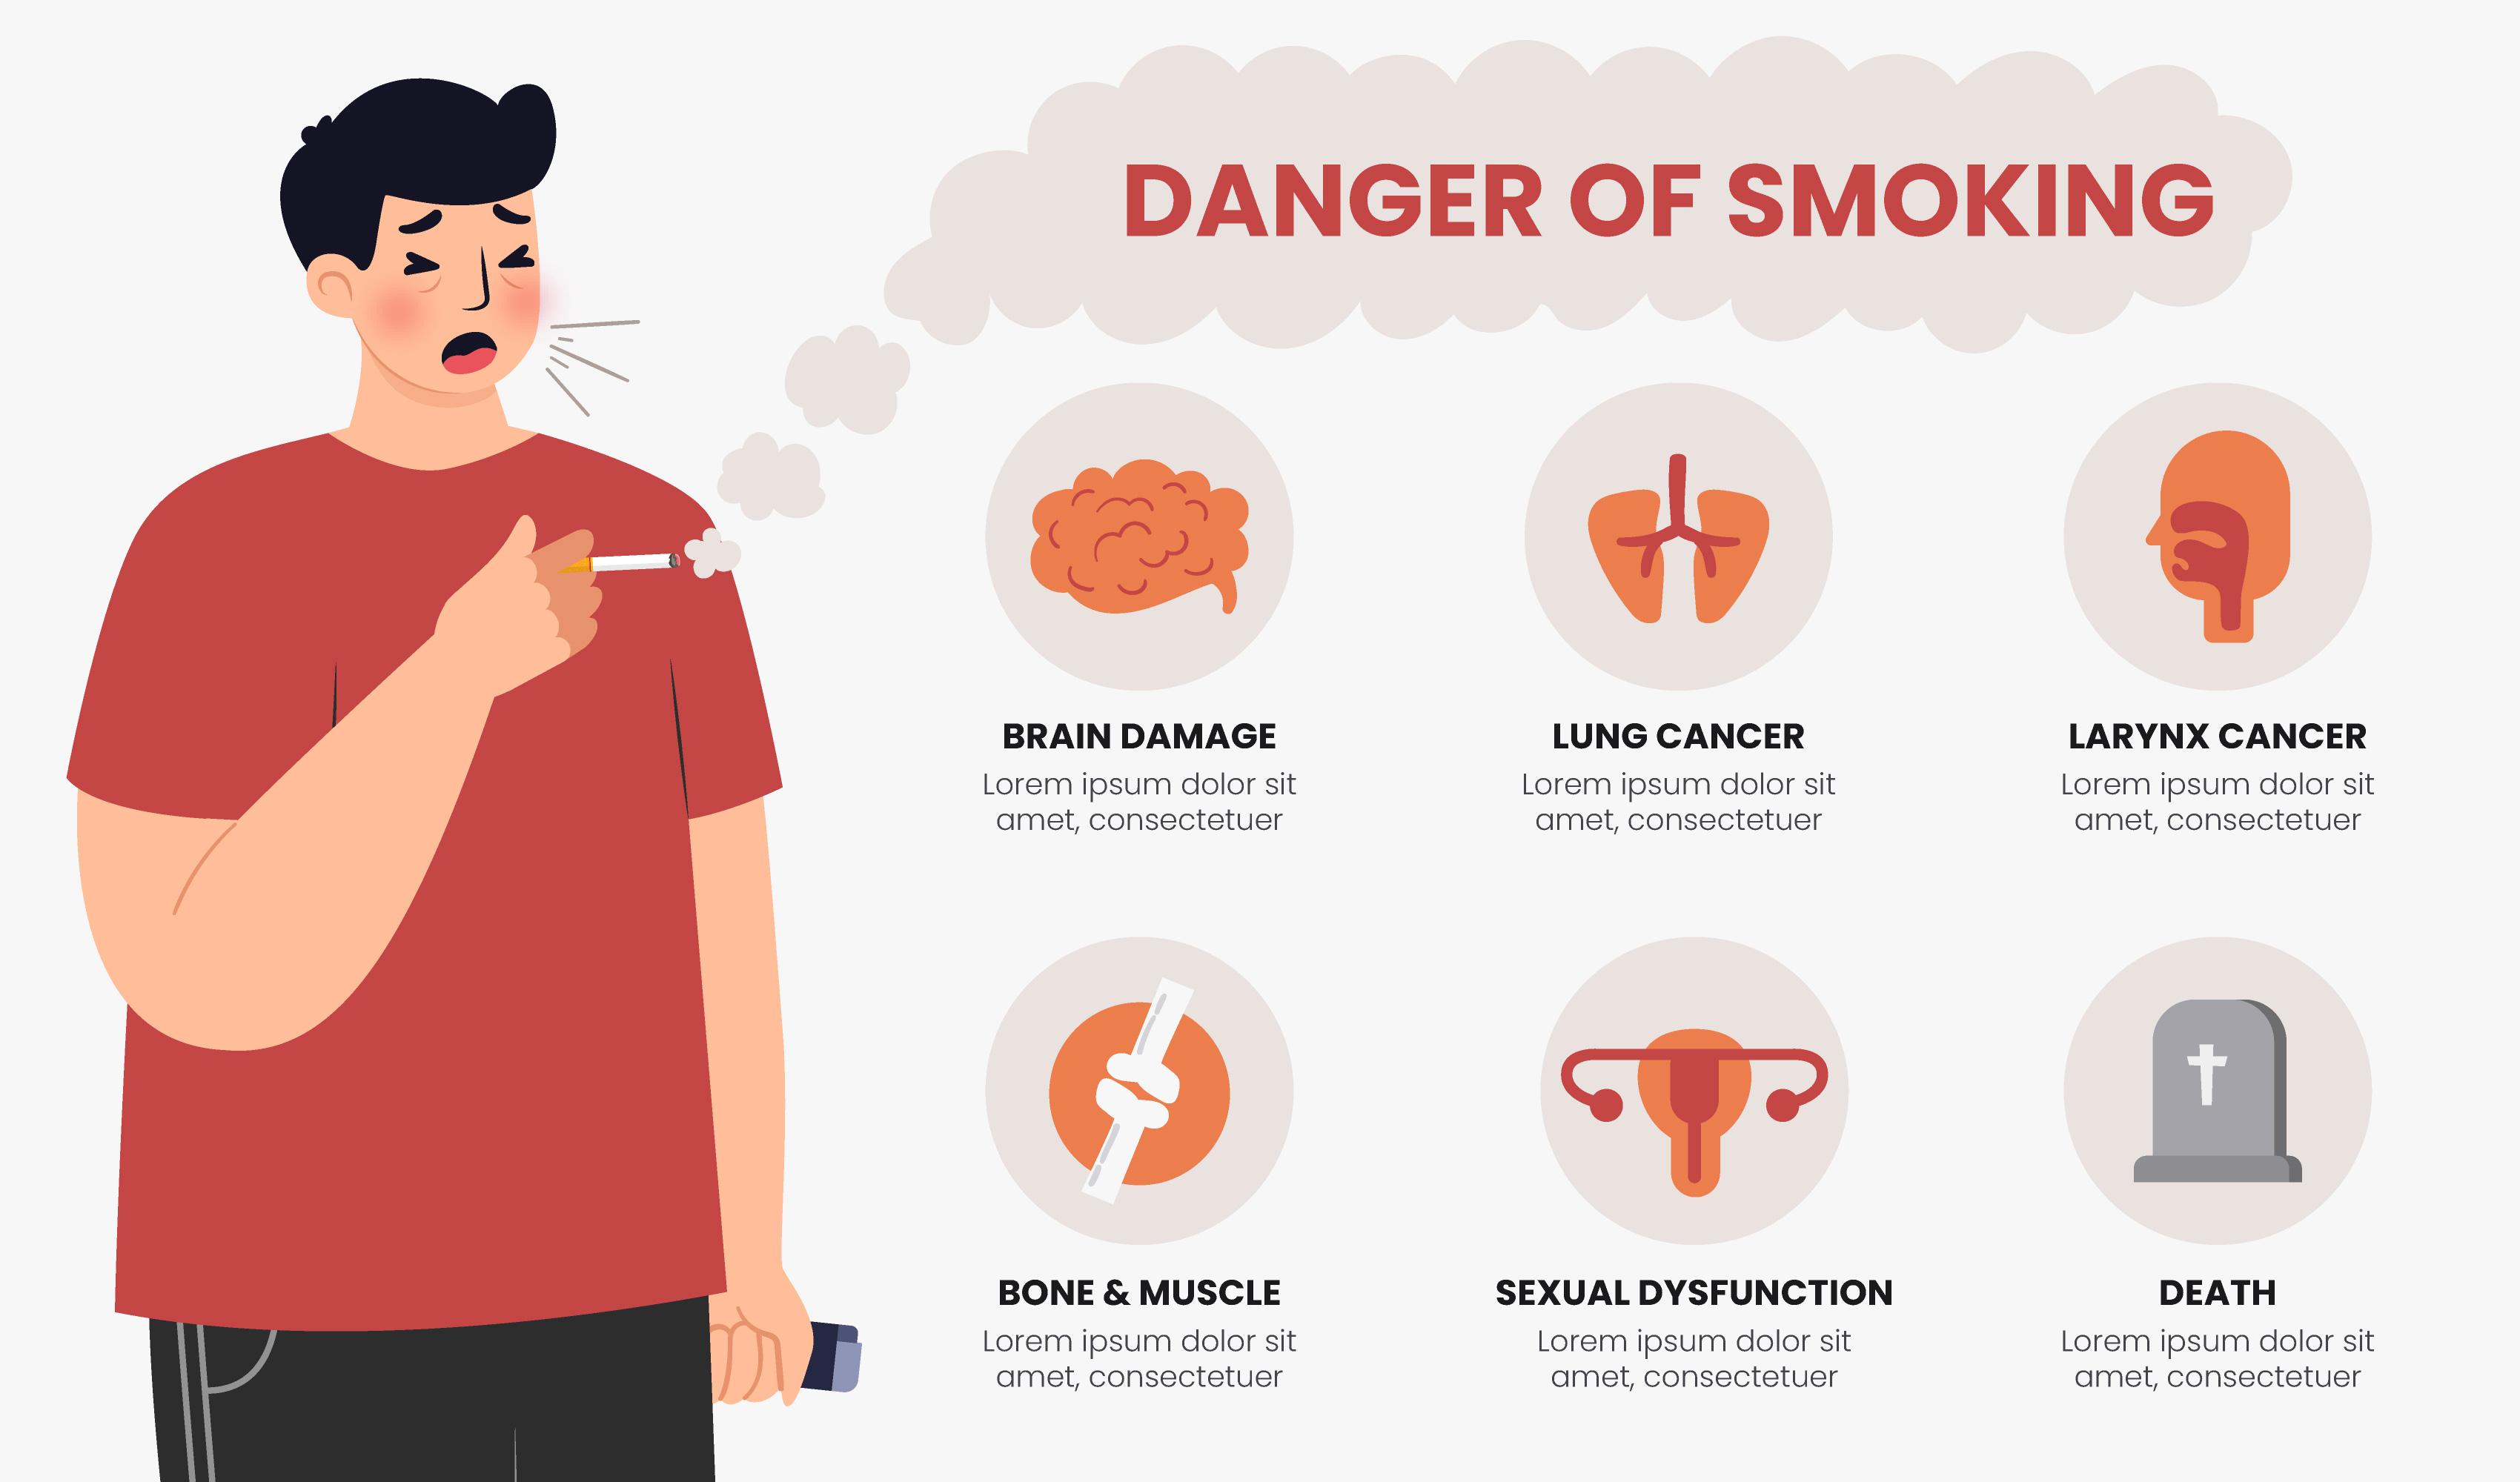 DANGER OF SMOKING
BRAIN DAMAGE
Lorem ipsum dolor sit
amet, consectetuer
LUNG CANCER
Lorem ipsum dolor sit
amet, consectetuer
LARYNX CANCER
Lorem ipsum dolor sit
amet, consectetuer
BONE & MUSCLE
Lorem ipsum dolor sit
amet, consectetuer
SEXUAL DYSFUNCTION
Lorem ipsum dolor sit
amet, consectetuer
DEATH
Lorem ipsum dolor sit
amet, consectetuer